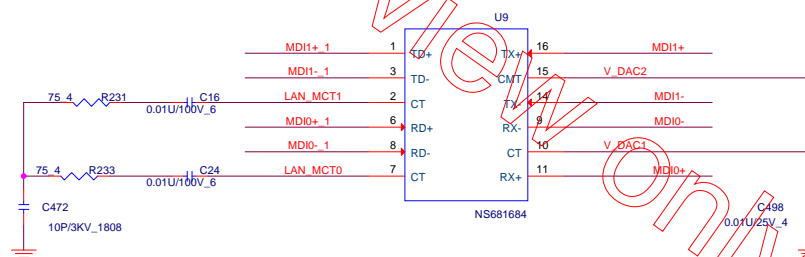 U9
MDI1+_1 1 TD+ TX+ 16 MDI1+
MDI1-_1 3 TD- CMT 15 V_DAC2
75_4 R231 C16 0.01U/100V_6 LAN_MCT1 2 CT TX- 14 MDI1-
MDI0+_1 6 RD+ RX- 9 MDI0-
MDI0-_1 8 RD- CT 10 V_DAC1
75_4 R233 C24 0.01U/100V_6 LAN_MCT0 7 CT RX+ 11 MDI0+
C472
10P/3KV_1808
NS681684
C498
0.01U/25V_4
view only